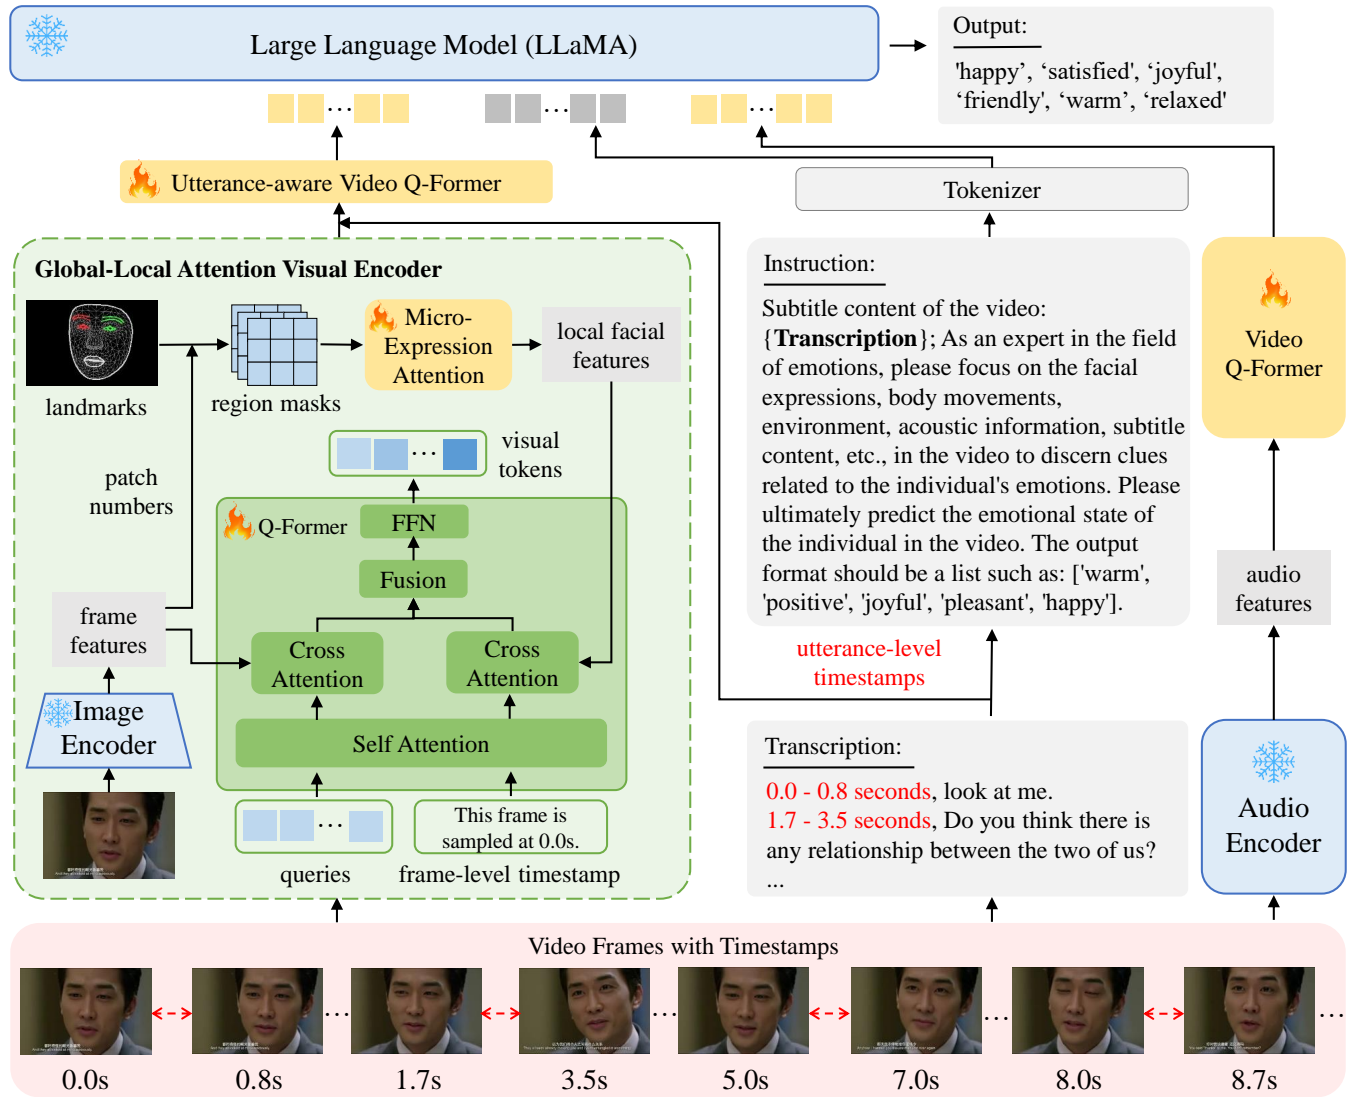 Large Language Model (LLaMA)
Output:
'happy’, ‘satisfied', ‘joyful',
‘friendly', ‘warm’, ‘relaxed'
Utterance-aware Video Q-Former
Tokenizer
Global-Local Attention Visual Encoder
landmarks
region masks
Micro-
Expression
Attention
local facial
features
patch
numbers
visual
tokens
Q-Former
FFN
Fusion
frame
features
Cross
Attention
Cross
Attention
Image
Encoder
Self Attention
This frame is
sampled at 0.0s.
queries
frame-level timestamp
Instruction:
Subtitle content of the video:
{Transcription}; As an expert in the field
of emotions, please focus on the facial
expressions, body movements,
environment, acoustic information, subtitle
content, etc., in the video to discern clues
related to the individual's emotions. Please
ultimately predict the emotional state of
the individual in the video. The output
format should be a list such as: ['warm',
'positive', 'joyful', 'pleasant', 'happy'].
utterance-level
timestamps
Transcription:
0.0 - 0.8 seconds, look at me.
1.7 - 3.5 seconds, Do you think there is
any relationship between the two of us?
...
Video
Q-Former
audio
features
Audio
Encoder
Video Frames with Timestamps
0.0s
0.8s
1.7s
3.5s
5.0s
7.0s
8.0s
8.7s